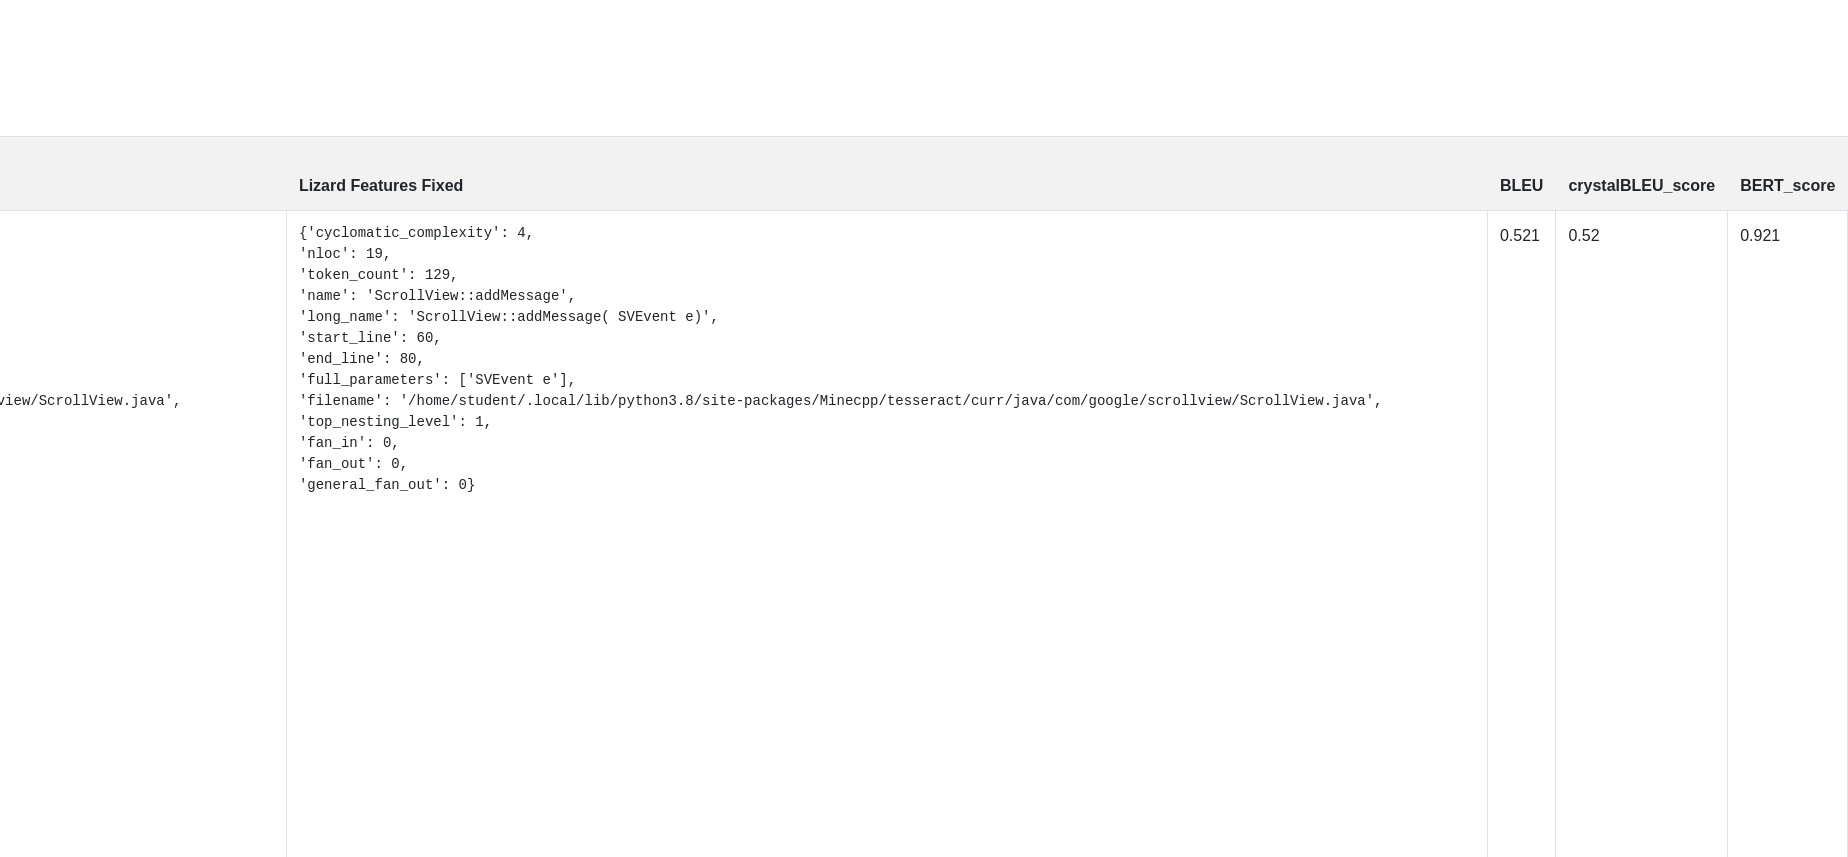 Lizard Features Fixed BLEU crystalBLEU_score BERT_score
{'cyclomatic_complexity': 4, 0.521 0.52 0.921
'nloc': 19,
'token_count': 129,
'name': 'ScrollView::addMessage',
'long_name': 'ScrollView::addMessage( SVEvent e)',
'start_line': 60,
'end_line': 80,
'full_parameters': ['SVEvent e'],
view/ScrollView.java', 'filename': '/home/student/.local/lib/python3.8/site-packages/Minecpp/tesseract/curr/java/com/google/scrollview/ScrollView.java',
'top_nesting_level': 1,
'fan_in': 0,
'fan_out': 0,
'general_fan_out': 0}